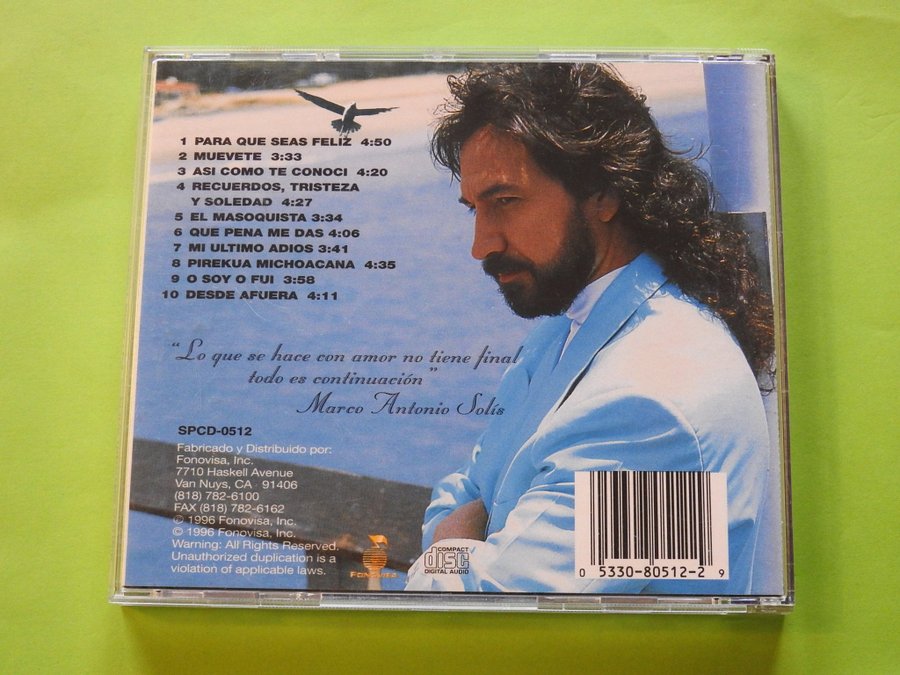 1 PARA QUE SEAS FELIZ 4:50
2 MUEVETE 3:33
3 ASI COMO TE CONOCI 4:20
4 RECUERDOS, TRISTEZA
Y SOLEDAD 4:27
5 EL MASOQUISTA 3:34
6 QUE PENA ME DAS 4:06
7 MI ULTIMO ADIOS 3:41
8 PIREKUA MICHOACANA 4:35
9 O SOY O FUI 3:58
10 DESDE AFUERA 4:11
“Lo que se hace con amor no tiene final
todo es continuación”
Marco Antonio Solís
SPCD-0512
Fabricado y Distribuido por:
Fonovisa, Inc.
7710 Haskell Avenue
Van Nuys, CA 91406
(818) 782-6100
FAX (818) 782-6162
℗ 1996 Fonovisa, Inc.
© 1996 Fonovisa, Inc.
Warning: All Rights Reserved.
Unauthorized duplication is a
violation of applicable laws.
FONOVISA
COMPACT
disc
DIGITAL AUDIO
0 5330-80512-2 9